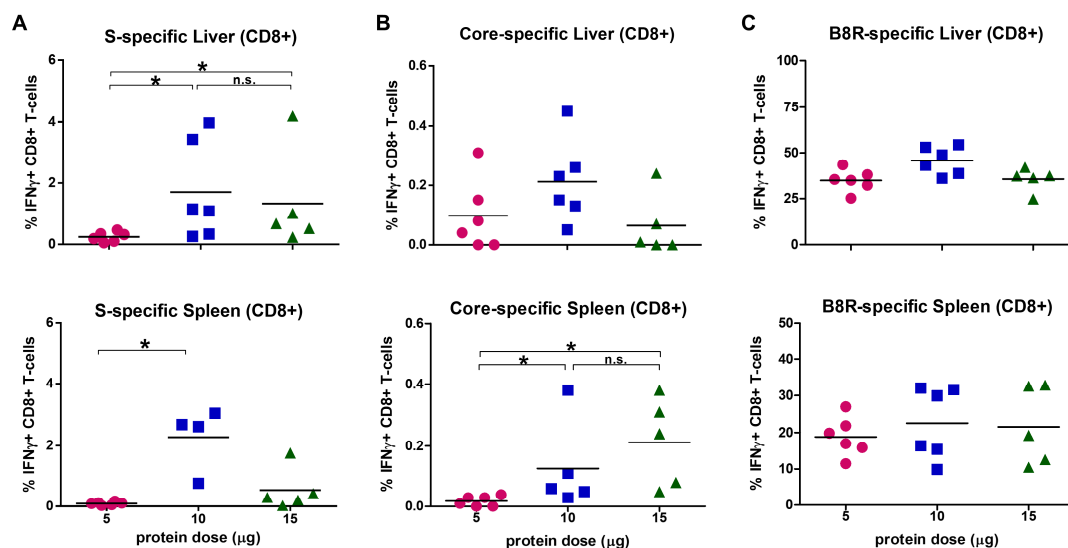 A
S-specific Liver (CD8+)
% IFNγ+ CD8+ T-cells
6
4
2
0
*
*
n.s.
B
Core-specific Liver (CD8+)
% IFNγ+ CD8+ T-cells
0.6
0.4
0.2
0.0
C
B8R-specific Liver (CD8+)
% IFNγ+ CD8+ T-cells
100
75
50
25
0
S-specific Spleen (CD8+)
% IFNγ+ CD8+ T-cells
6
4
2
0
*
5
10
15
protein dose (μg)
Core-specific Spleen (CD8+)
% IFNγ+ CD8+ T-cells
0.6
0.4
0.2
0.0
*
*
n.s.
5
10
15
protein dose (μg)
B8R-specific Spleen (CD8+)
% IFNγ+ CD8+ T-cells
50
40
30
20
10
0
5
10
15
protein dose (μg)